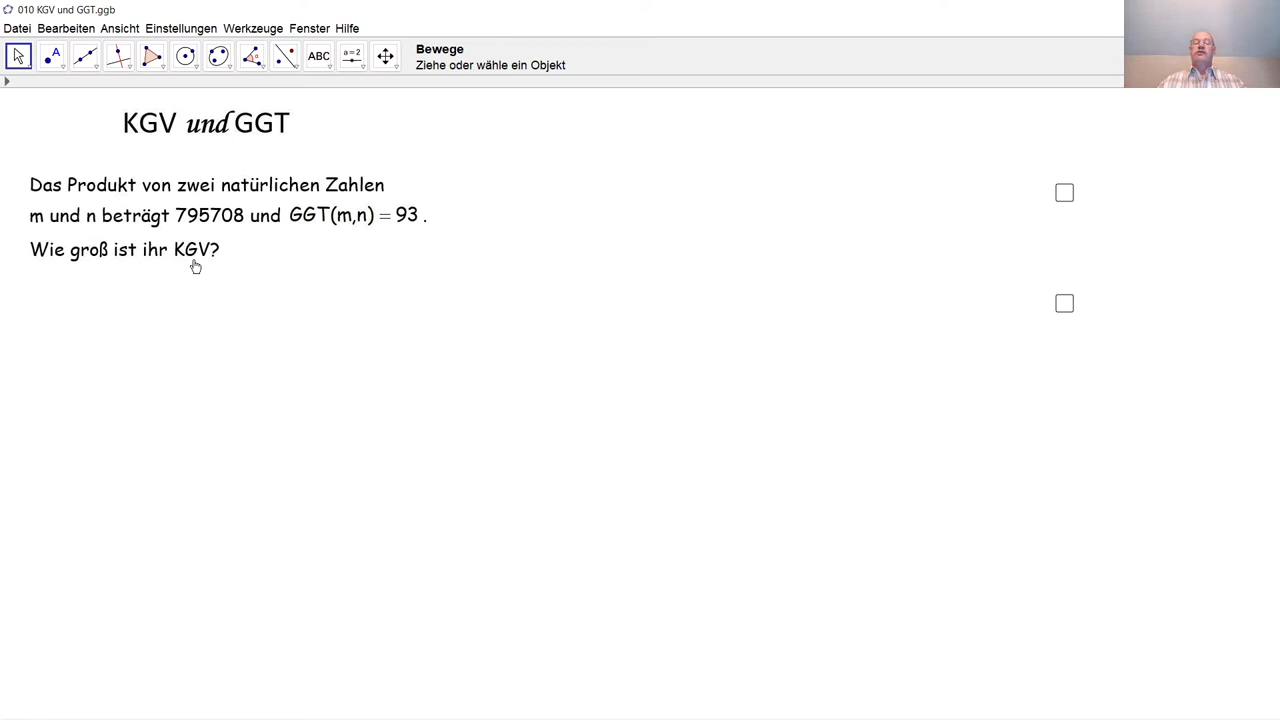 010 KGV und GGT.ggb
Datei Bearbeiten Ansicht Einstellungen Werkzeuge Fenster Hilfe
A
ABC
a=2
Bewege
Ziehe oder wähle ein Objekt
KGV und GGT
Das Produkt von zwei natürlichen Zahlen
m und n beträgt 795708 und GGT(m,n) = 93 .
Wie groß ist ihr KGV?